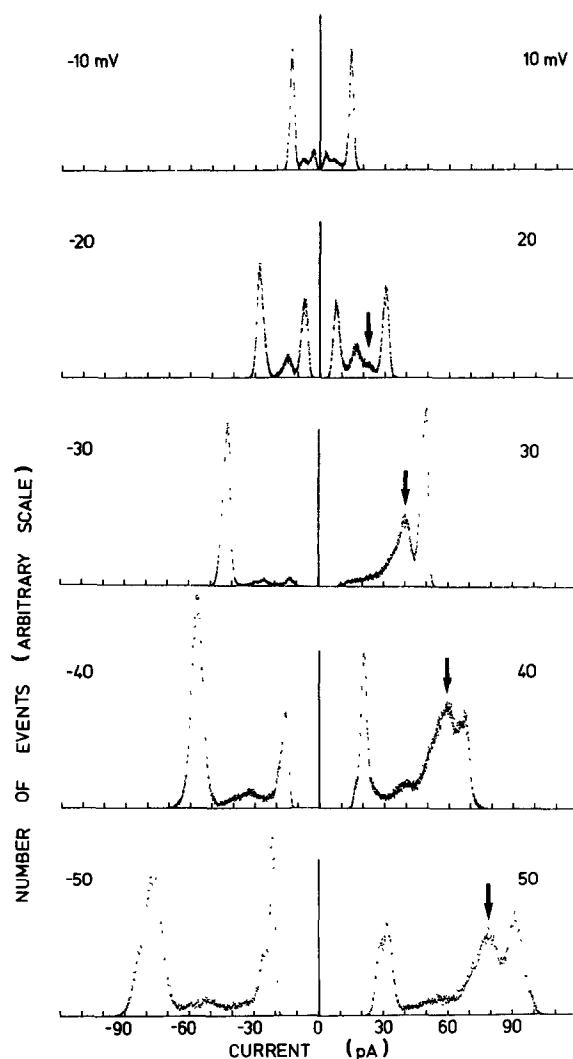 -10 mV 10 mV
-20 20
-30 30
-40 40
-50 50
NUMBER OF EVENTS (ARBITRARY SCALE)
-90 -60 -30 0 30 60 90
CURRENT (pA)